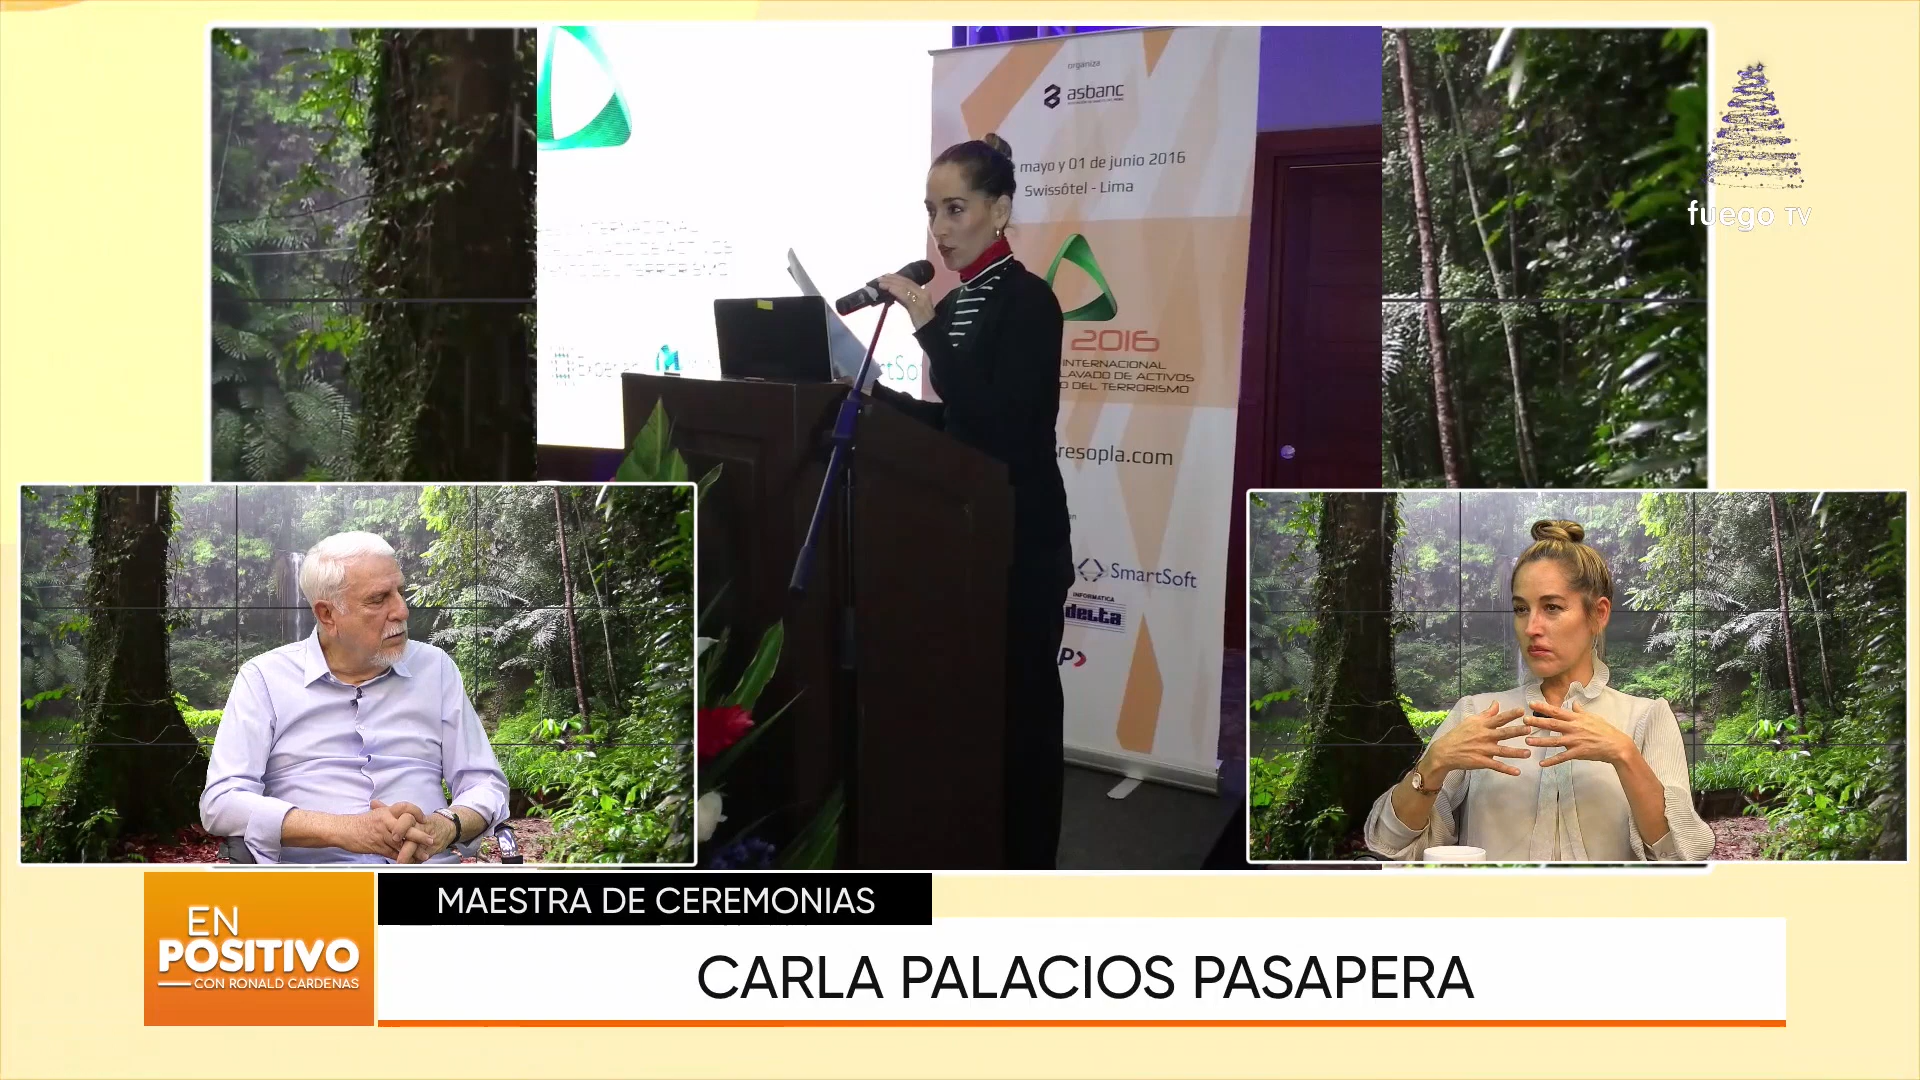 organiza
asbanc
mayo y 01 de junio 2016
Swissôtel - Lima
fuego TV
2016
INTERNACIONAL
LAVADO DE ACTIVOS
O DEL TERRORISMO
resopla.com
SmartSoft
INFORMATICA
delta
MAESTRA DE CEREMONIAS
EN
POSITIVO
CON RONALD CARDENAS
CARLA PALACIOS PASAPERA